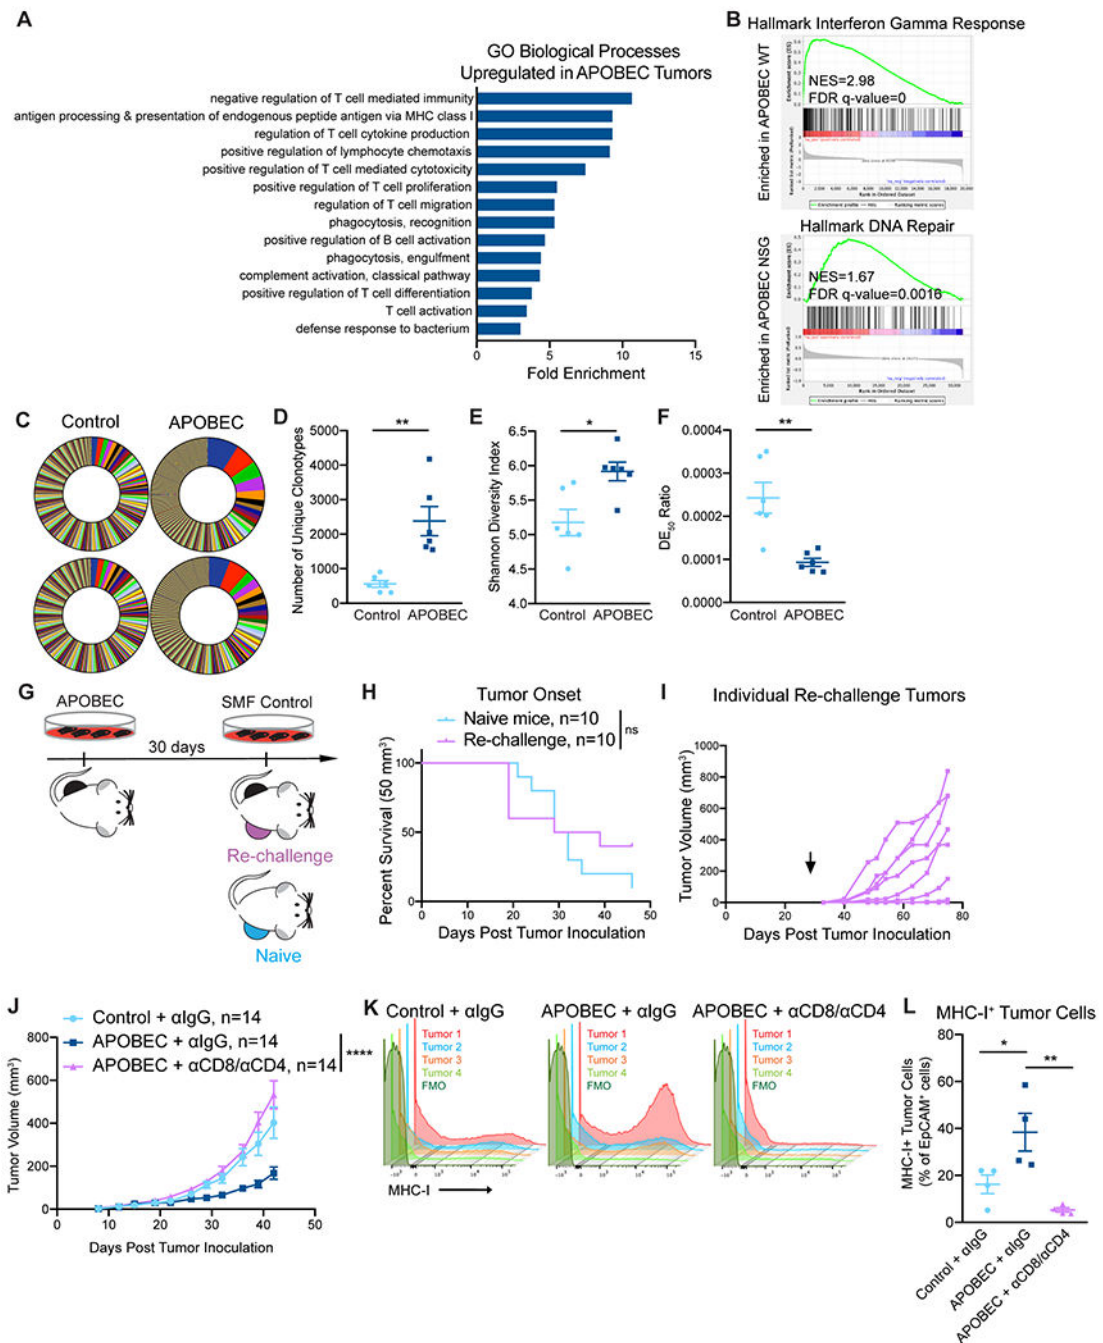 A
GO Biological Processes
Upregulated in APOBEC Tumors
negative regulation of T cell mediated immunity
antigen processing & presentation of endogenous peptide antigen via MHC class I
regulation of T cell cytokine production
positive regulation of lymphocyte chemotaxis
positive regulation of T cell mediated cytotoxicity
positive regulation of T cell proliferation
regulation of T cell migration
phagocytosis, recognition
positive regulation of B cell activation
phagocytosis, engulfment
complement activation, classical pathway
positive regulation of T cell differentiation
T cell activation
defense response to bacterium
0 5 10 15
Fold Enrichment
B
Hallmark Interferon Gamma Response
Enriched in APOBEC WT
Enrichment score (ES)
NES=2.98
FDR q-value=0
Rank in Ordered Dataset
Hallmark DNA Repair
Enriched in APOBEC NSG
Enrichment score (ES)
NES=1.67
FDR q-value=0.0016
Rank in Ordered Dataset
C
Control APOBEC
D
Number of Unique Clonotypes
5000
4000
3000
2000
1000
0
**
Control APOBEC
E
Shannon Diversity Index
6.5
6.0
5.5
5.0
4.5
4.0
*
Control APOBEC
F
DE50 Ratio
0.0004
0.0003
0.0002
0.0001
0.0000
**
Control APOBEC
G
APOBEC
SMF Control
30 days
Re-challenge
Naive
H
Tumor Onset
Naive mice, n=10
Re-challenge, n=10
ns
Percent Survival (50 mm³)
100
50
0
0 10 20 30 40 50
Days Post Tumor Inoculation
I
Individual Re-challenge Tumors
Tumor Volume (mm³)
1000
800
600
400
200
0
0 20 40 60 80
Days Post Tumor Inoculation
J
Control + αIgG, n=14
APOBEC + αIgG, n=14
APOBEC + αCD8/αCD4, n=14
****
Tumor Volume (mm³)
800
600
400
200
0
0 10 20 30 40 50
Days Post Tumor Inoculation
K
Control + αIgG
Tumor 1
Tumor 2
Tumor 3
Tumor 4
FMO
APOBEC + αIgG
Tumor 1
Tumor 2
Tumor 3
Tumor 4
FMO
APOBEC + αCD8/αCD4
Tumor 1
Tumor 2
Tumor 3
Tumor 4
FMO
MHC-I
L
MHC-I⁺ Tumor Cells
MHC-I+ Tumor Cells
(% of EpCAM⁺ cells)
80
60
40
20
0
*
**
Control + αIgG
APOBEC + αIgG
APOBEC + αCD8/αCD4